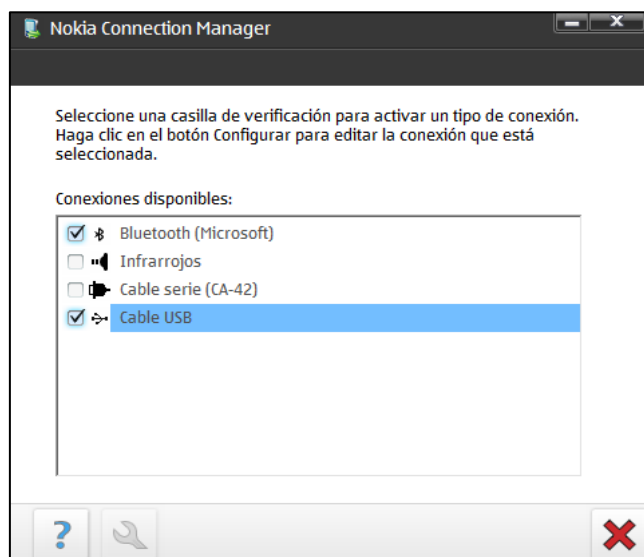 Nokia Connection Manager
Seleccione una casilla de verificación para activar un tipo de conexión.
Haga clic en el botón Configurar para editar la conexión que está
seleccionada.
Conexiones disponibles:
Bluetooth (Microsoft)
Infrarrojos
Cable serie (CA-42)
Cable USB
?